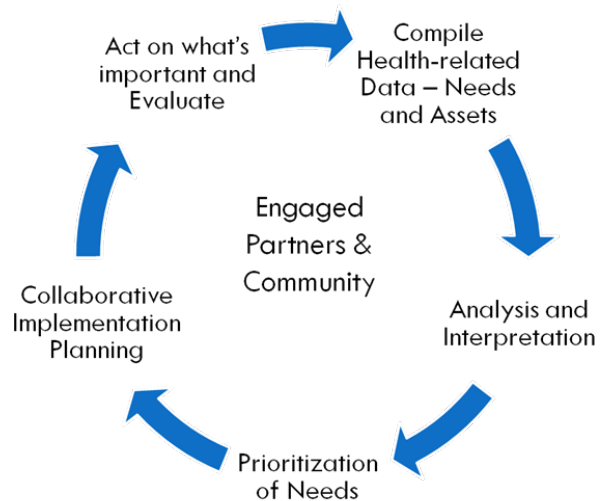 Act on what's
important and
Evaluate
Compile
Health-related
Data – Needs
and Assets
Engaged
Partners &
Community
Analysis and
Interpretation
Prioritization
of Needs
Collaborative
Implementation
Planning